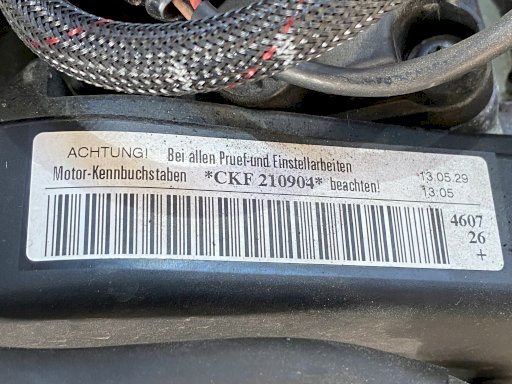 ACHTUNG! Bei allen Pruef-und Einstellarbeiten 13.05.29
Motor-Kennbuchstaben *CKF 210904* beachten! 13:05
4607
26
+